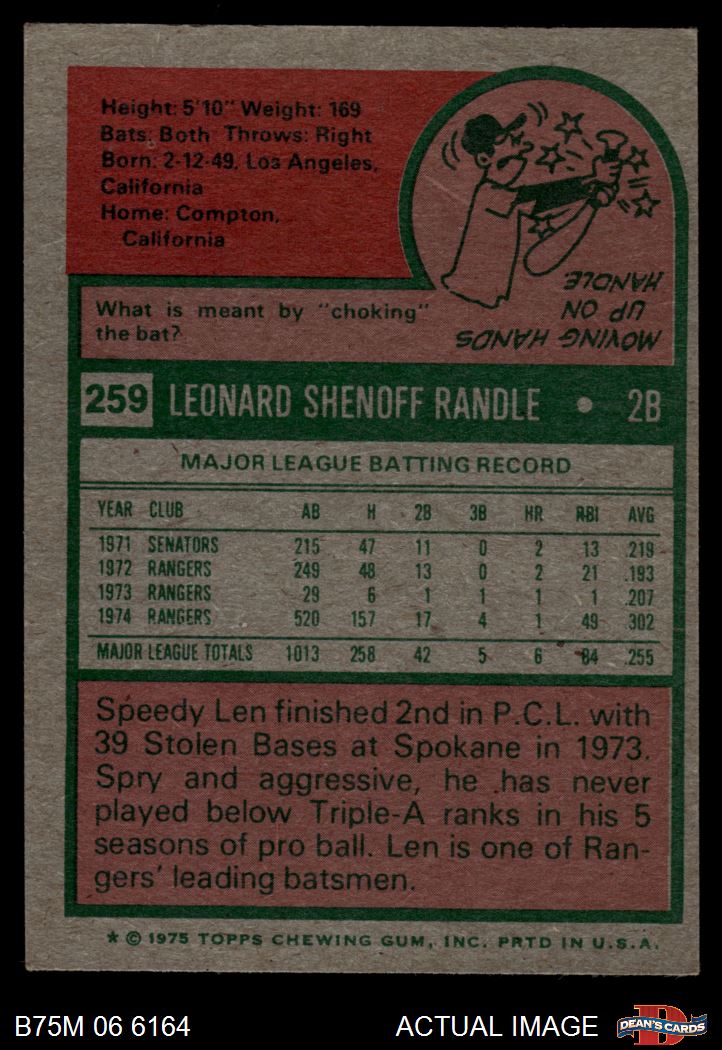 Height: 5'10" Weight: 169
Bats: Both Throws: Right
Born: 2-12-49, Los Angeles,
California
Home: Compton,
California
What is meant by "choking"
the bat?
MOVING HANDS
UP ON
HANDLE.
259 LEONARD SHENOFF RANDLE • 2B
MAJOR LEAGUE BATTING RECORD
YEAR CLUB AB H 2B 3B HR RBI AVG
1971 SENATORS 215 47 11 0 2 13 .219
1972 RANGERS 249 48 13 0 2 21 .193
1973 RANGERS 29 6 1 1 1 1 .207
1974 RANGERS 520 157 17 4 1 49 .302
MAJOR LEAGUE TOTALS 1013 258 42 5 6 84 .255
Speedy Len finished 2nd in P.C.L. with
39 Stolen Bases at Spokane in 1973.
Spry and aggressive, he has never
played below Triple-A ranks in his 5
seasons of pro ball. Len is one of Ran-
gers' leading batsmen.
* © 1975 TOPPS CHEWING GUM, INC. PRTD IN U.S.A.
B75M 06 6164 ACTUAL IMAGE DEAN'S CARDS